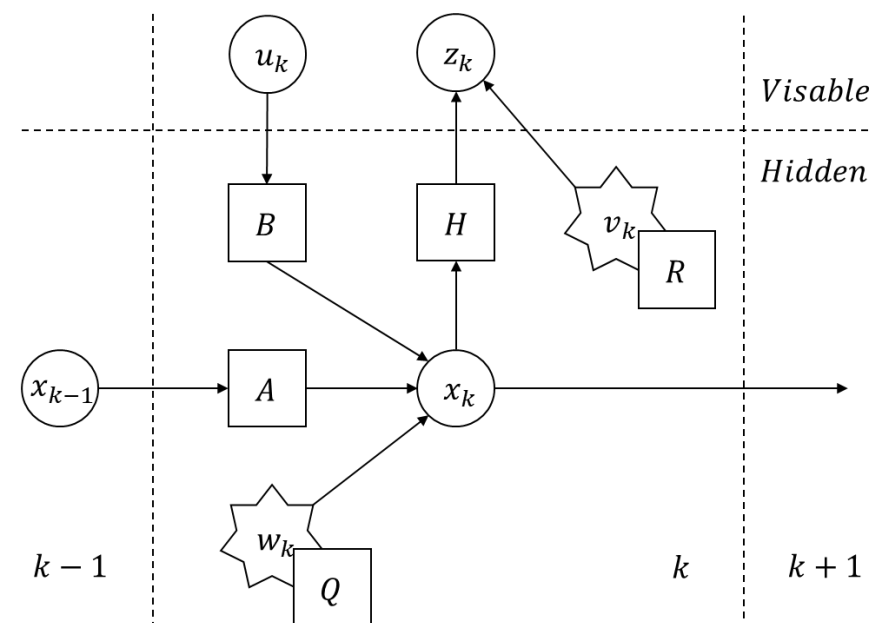 u_k
z_k
Visable
Hidden
B
H
v_k
R
x_{k-1}
A
x_k
w_k
Q
k − 1
k
k + 1